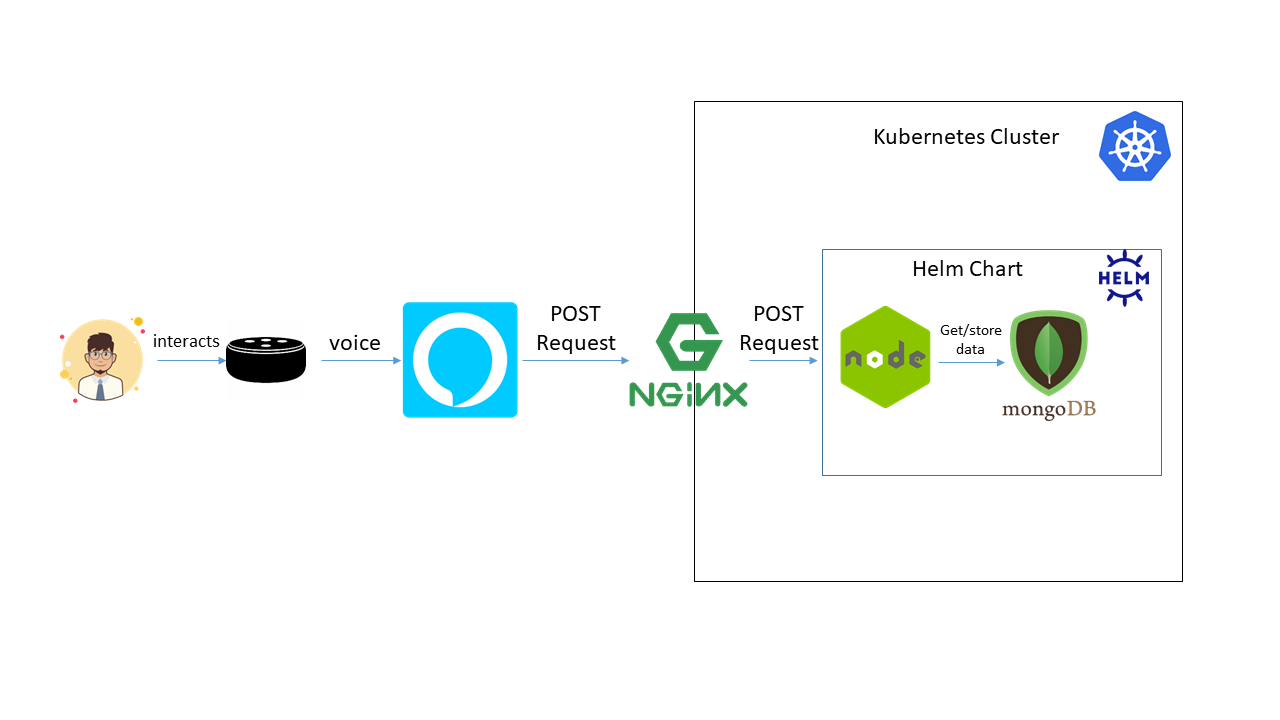 Kubernetes Cluster
Helm Chart
HELM
interacts
voice
POST
Request
NGiNX
POST
Request
node
Get/store
data
mongoDB